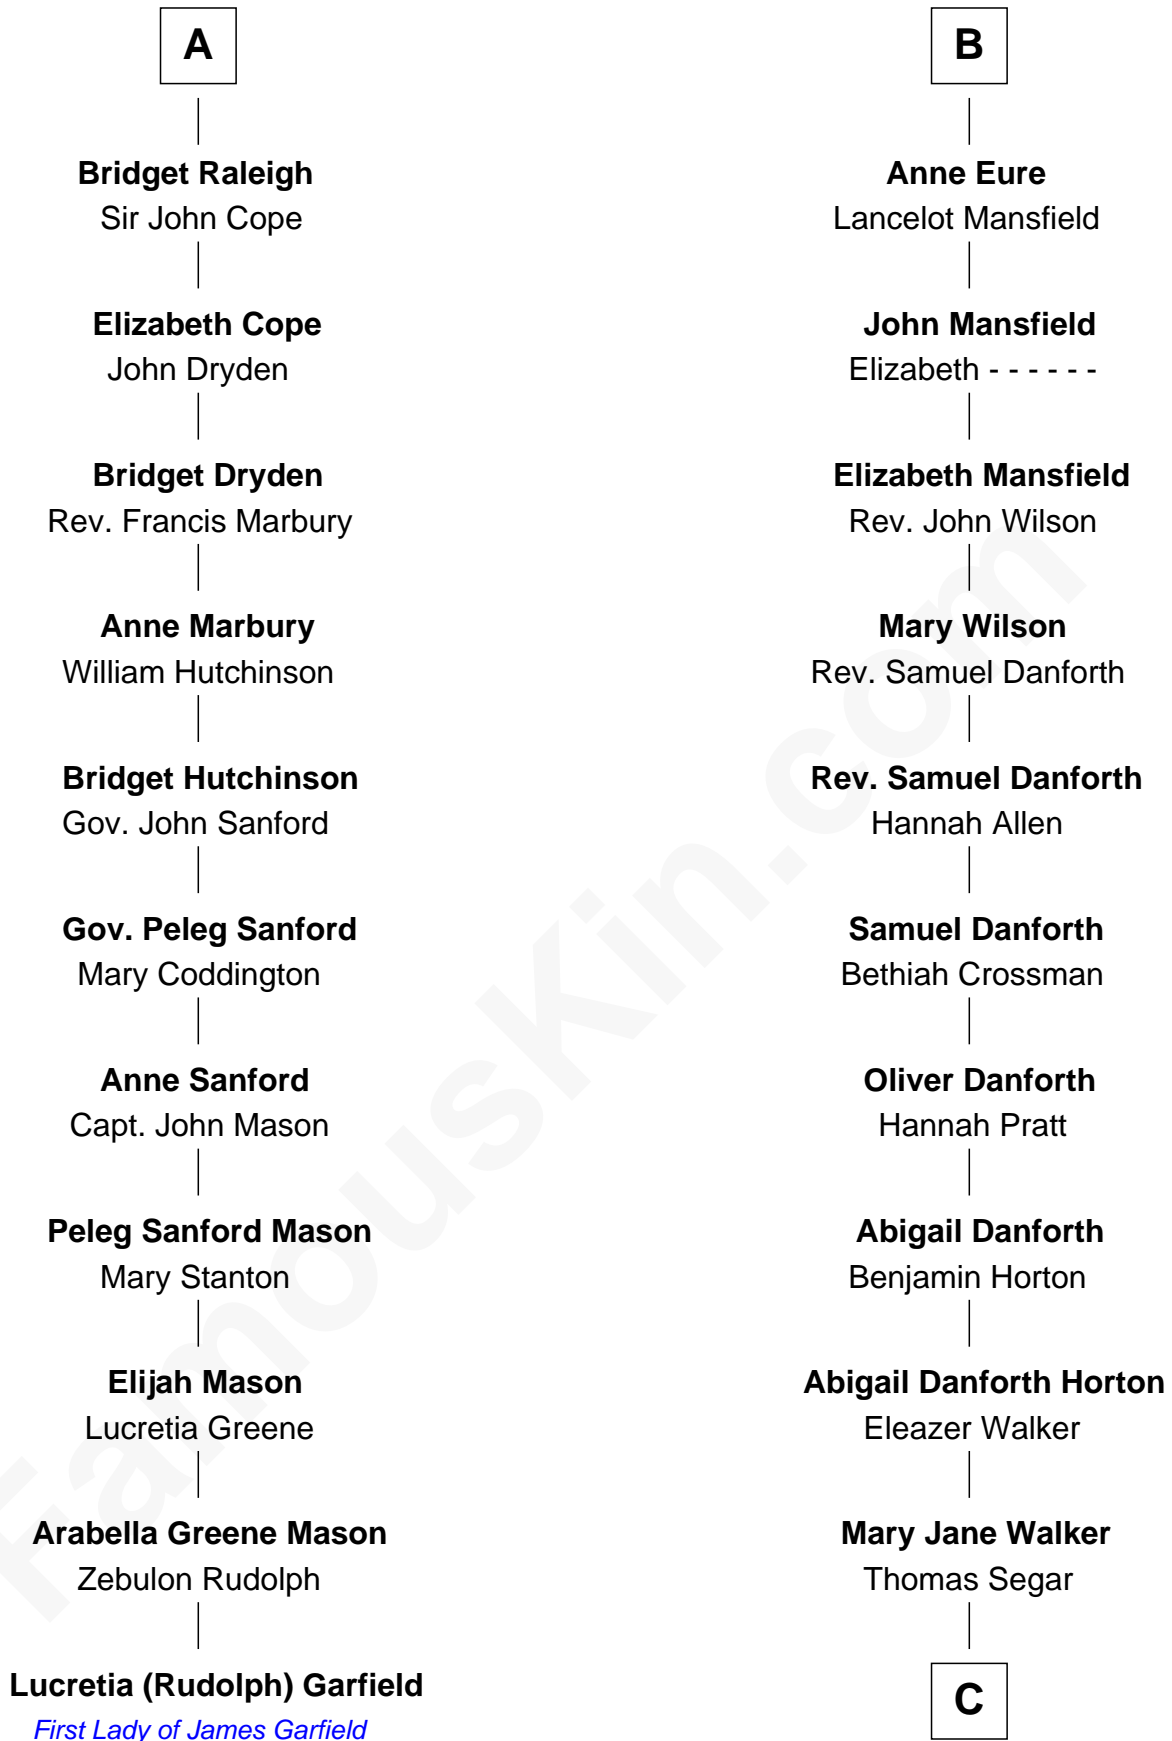 A
Bridget Raleigh
Sir John Cope
Elizabeth Cope
John Dryden
Bridget Dryden
Rev. Francis Marbury
Anne Marbury
William Hutchinson
Bridget Hutchinson
Gov. John Sanford
Gov. Peleg Sanford
Mary Coddington
Anne Sanford
Capt. John Mason
Peleg Sanford Mason
Mary Stanton
Elijah Mason
Lucretia Greene
Arabella Greene Mason
Zebulon Rudolph
Lucretia (Rudolph) Garfield
First Lady of James Garfield
B
Anne Eure
Lancelot Mansfield
John Mansfield
Elizabeth - - - - - -
Elizabeth Mansfield
Rev. John Wilson
Mary Wilson
Rev. Samuel Danforth
Rev. Samuel Danforth
Hannah Allen
Samuel Danforth
Bethiah Crossman
Oliver Danforth
Hannah Pratt
Abigail Danforth
Benjamin Horton
Abigail Danforth Horton
Eleazer Walker
Mary Jane Walker
Thomas Segar
C
FamousKin.com